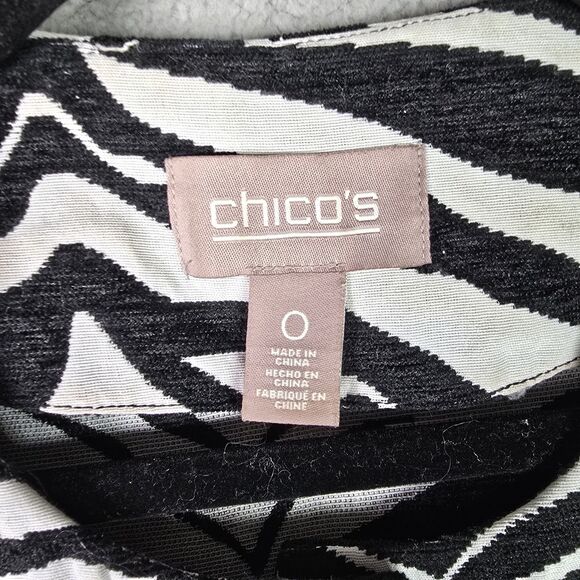 chico's
0
MADE IN
CHINA
HECHO EN
CHINA
FABRIQUÉ EN
CHINE